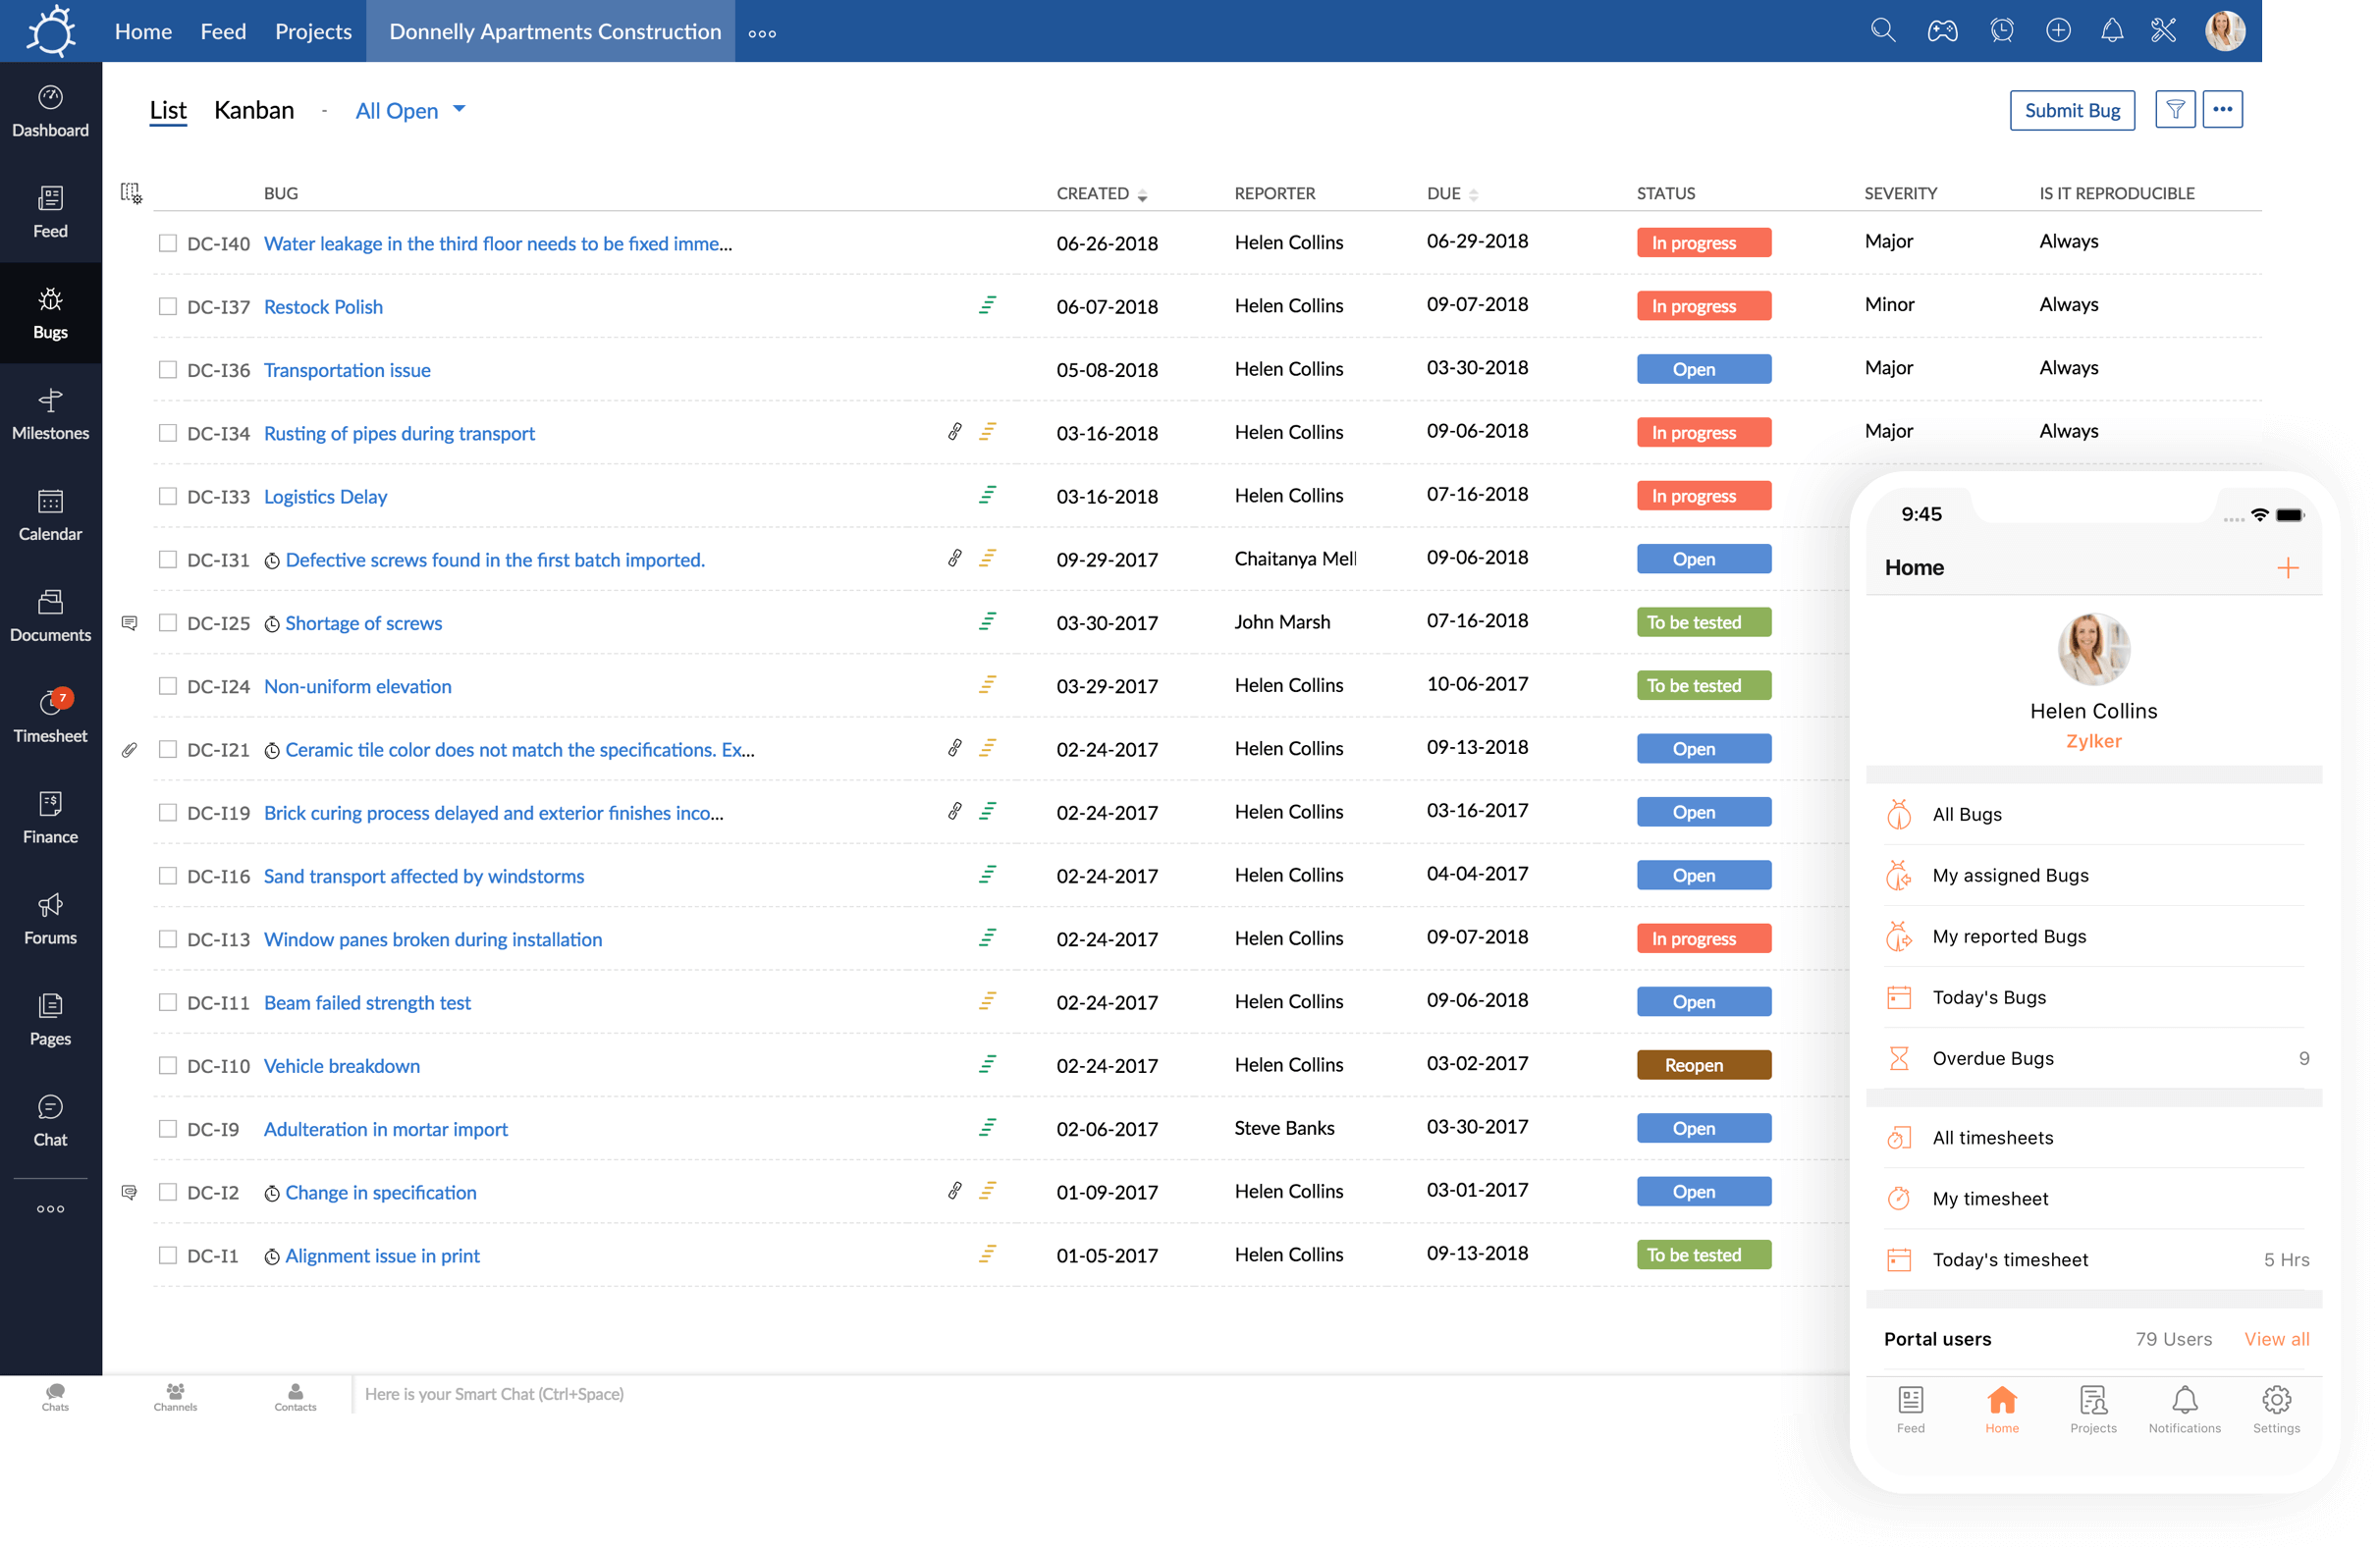 Home Feed Projects Donnelly Apartments Construction
List Kanban - All Open Submit Bug
BUG CREATED REPORTER DUE STATUS SEVERITY IS IT REPRODUCIBLE
DC-I40 Water leakage in the third floor needs to be fixed imme... 06-26-2018 Helen Collins 06-29-2018 In progress Major Always
DC-I37 Restock Polish 06-07-2018 Helen Collins 09-07-2018 In progress Minor Always
DC-I36 Transportation issue 05-08-2018 Helen Collins 03-30-2018 Open Major Always
DC-I34 Rusting of pipes during transport 03-16-2018 Helen Collins 09-06-2018 In progress Major Always
DC-I33 Logistics Delay 03-16-2018 Helen Collins 07-16-2018 In progress
DC-I31 Defective screws found in the first batch imported. 09-29-2017 Chaitanya Mell 09-06-2018 Open
DC-I25 Shortage of screws 03-30-2017 John Marsh 07-16-2018 To be tested
DC-I24 Non-uniform elevation 03-29-2017 Helen Collins 10-06-2017 To be tested
DC-I21 Ceramic tile color does not match the specifications. Ex... 02-24-2017 Helen Collins 09-13-2018 Open
DC-I19 Brick curing process delayed and exterior finishes inco... 02-24-2017 Helen Collins 03-16-2017 Open
DC-I16 Sand transport affected by windstorms 02-24-2017 Helen Collins 04-04-2017 Open
DC-I13 Window panes broken during installation 02-24-2017 Helen Collins 09-07-2018 In progress
DC-I11 Beam failed strength test 02-24-2017 Helen Collins 09-06-2018 Open
DC-I10 Vehicle breakdown 02-24-2017 Helen Collins 03-02-2017 Reopen
DC-I9 Adulteration in mortar import 02-06-2017 Steve Banks 03-30-2017 Open
DC-I2 Change in specification 01-09-2017 Helen Collins 03-01-2017 Open
DC-I1 Alignment issue in print 01-05-2017 Helen Collins 09-13-2018 To be tested
Dashboard
Feed
Bugs
Milestones
Calendar
Documents
7
Timesheet
Finance
Forums
Pages
Chat
Chats Channels Contacts Here is your Smart Chat (Ctrl+Space)
9:45
Home
Helen Collins
Zylker
All Bugs
My assigned Bugs
My reported Bugs
Today's Bugs
Overdue Bugs 9
All timesheets
My timesheet
Today's timesheet 5 Hrs
Portal users 79 Users View all
Feed Home Projects Notifications Settings